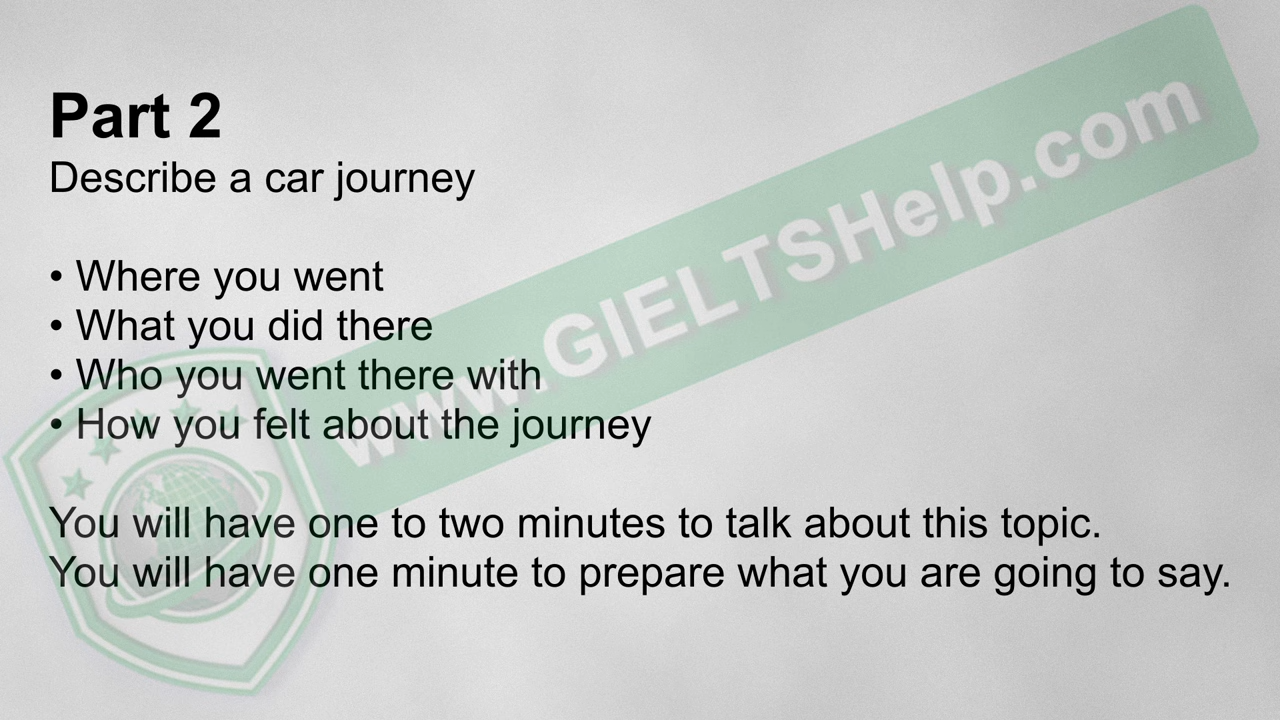 Part 2
Describe a car journey
• Where you went
• What you did there
• Who you went there with
• How you felt about the journey
You will have one to two minutes to talk about this topic.
You will have one minute to prepare what you are going to say.
www.GIELTSHelp.com